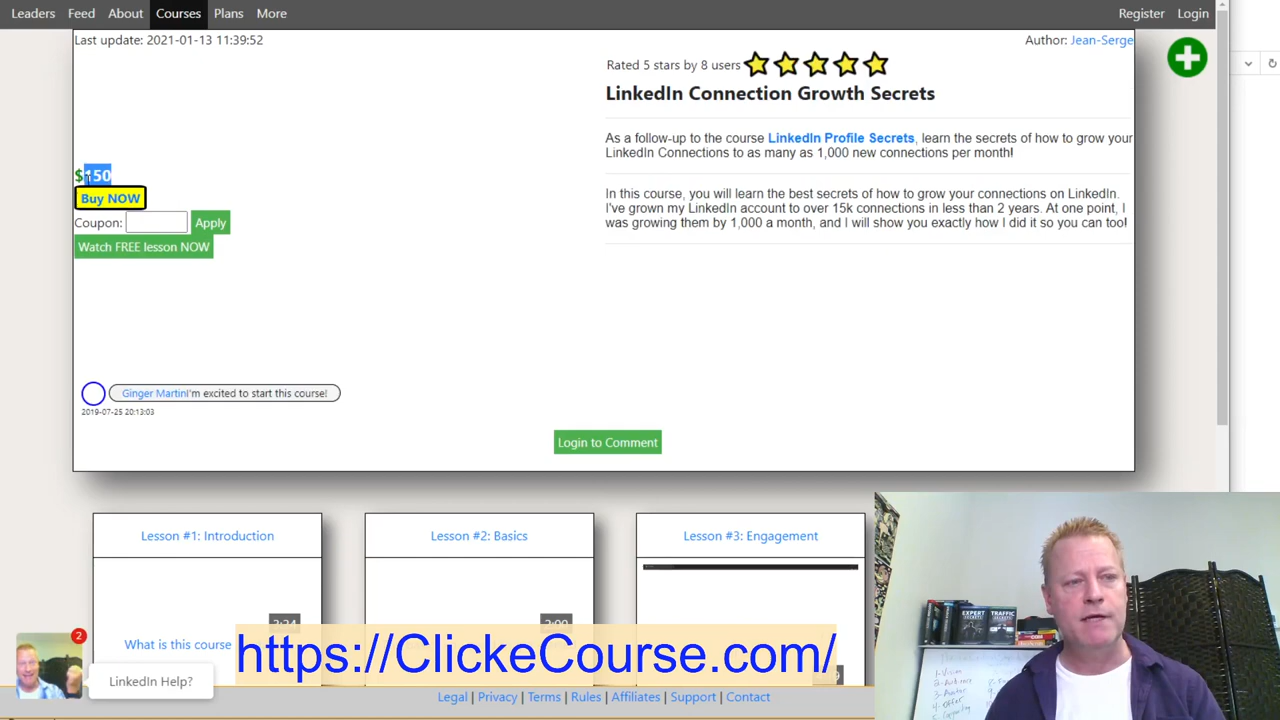 Leaders Feed About Courses Plans More Register Login
Last update: 2021-01-13 11:39:52
Author: Jean-Serge
Rated 5 stars by 8 users
LinkedIn Connection Growth Secrets
As a follow-up to the course LinkedIn Profile Secrets, learn the secrets of how to grow your
LinkedIn Connections to as many as 1,000 new connections per month!
$150
Buy NOW
Coupon: Apply
Watch FREE lesson NOW
In this course, you will learn the best secrets of how to grow your connections on LinkedIn.
I've grown my LinkedIn account to over 15k connections in less than 2 years. At one point, I
was growing them by 1,000 a month, and I will show you exactly how I did it so you can too!
Ginger MartinI'm excited to start this course!
2019-07-25 20:13:03
Login to Comment
Lesson #1: Introduction
Lesson #2: Basics
Lesson #3: Engagement
What is this course
https://ClickeCourse.com/
2
LinkedIn Help?
Legal | Privacy | Terms | Rules | Affiliates | Support | Contact
EXPERT
SECRETS
TRAFFIC
SECRETS